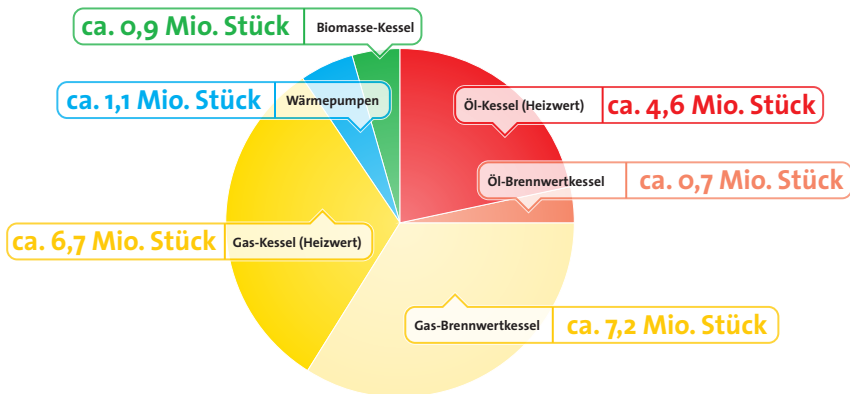 ca. 0,9 Mio. Stück Biomasse-Kessel
ca. 1,1 Mio. Stück Wärmepumpen
Öl-Kessel (Heizwert) ca. 4,6 Mio. Stück
Öl-Brennwertkessel ca. 0,7 Mio. Stück
ca. 6,7 Mio. Stück Gas-Kessel (Heizwert)
Gas-Brennwertkessel ca. 7,2 Mio. Stück